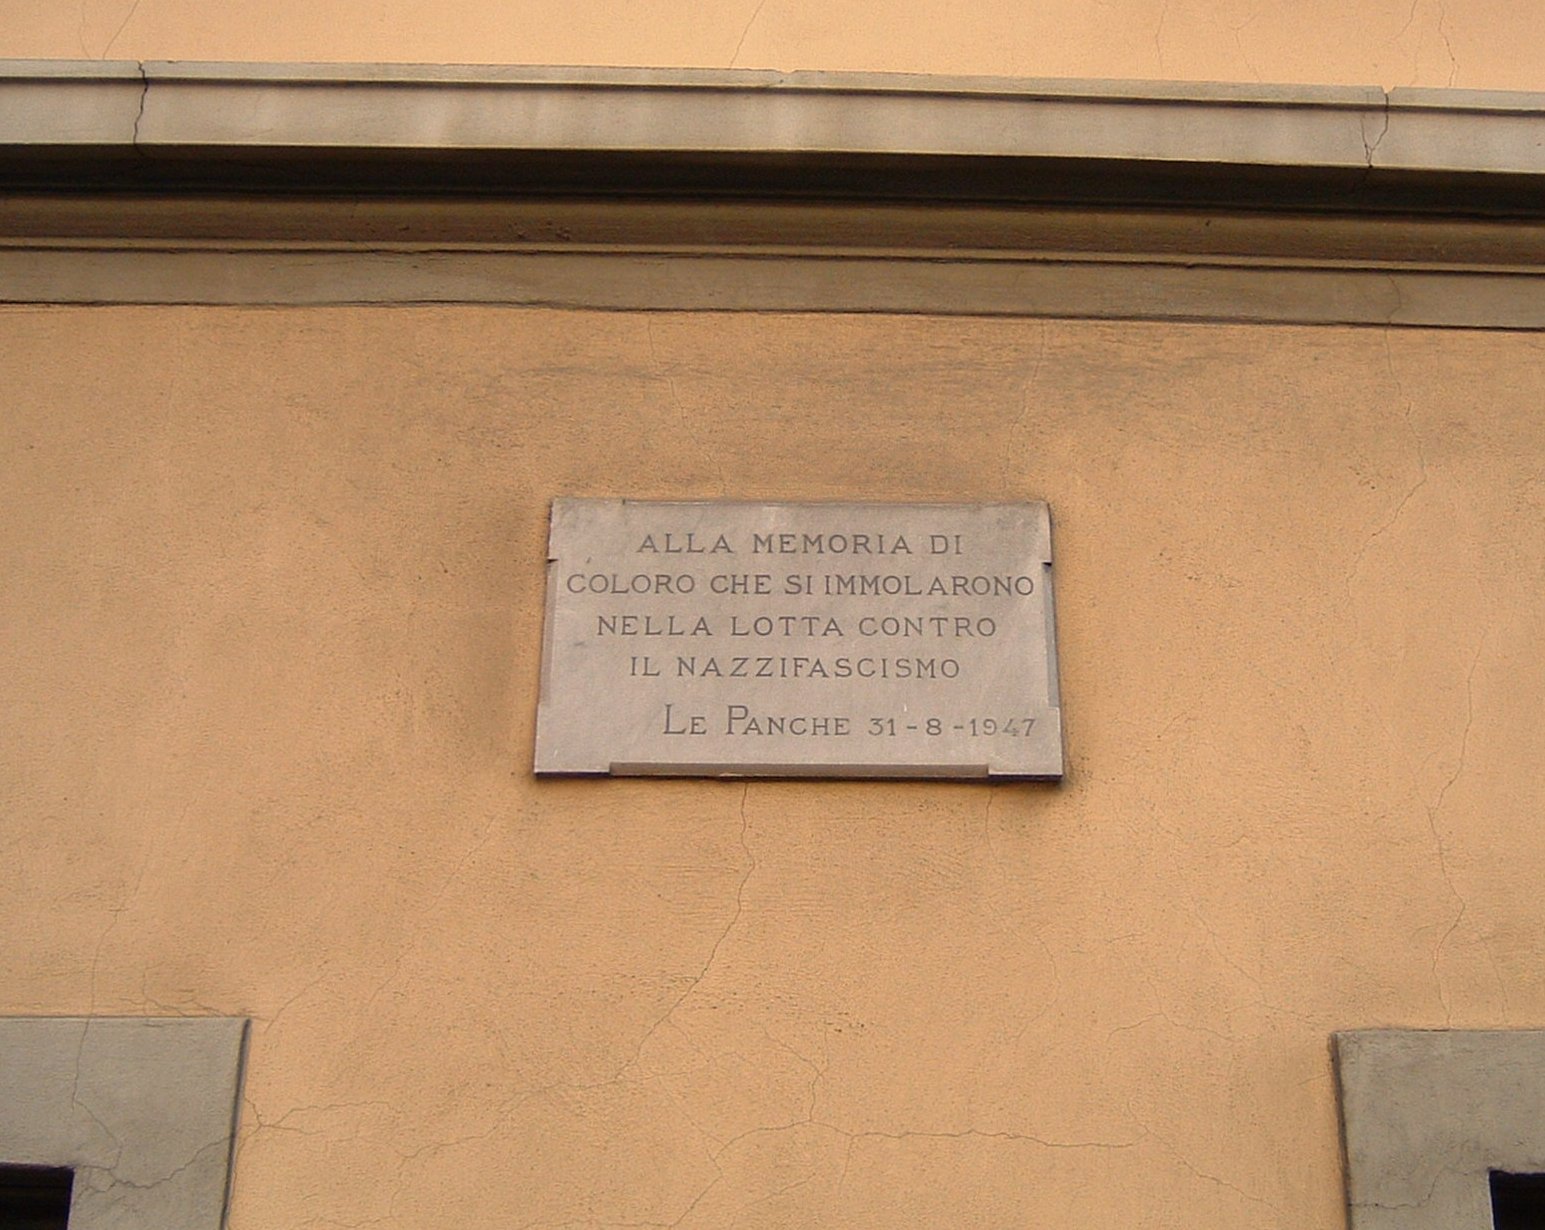 ALLA MEMORIA DI
COLORO CHE SI IMMOLARONO
NELLA LOTTA CONTRO
IL NAZZIFASCISMO
LE PANCHE 31-8-1947